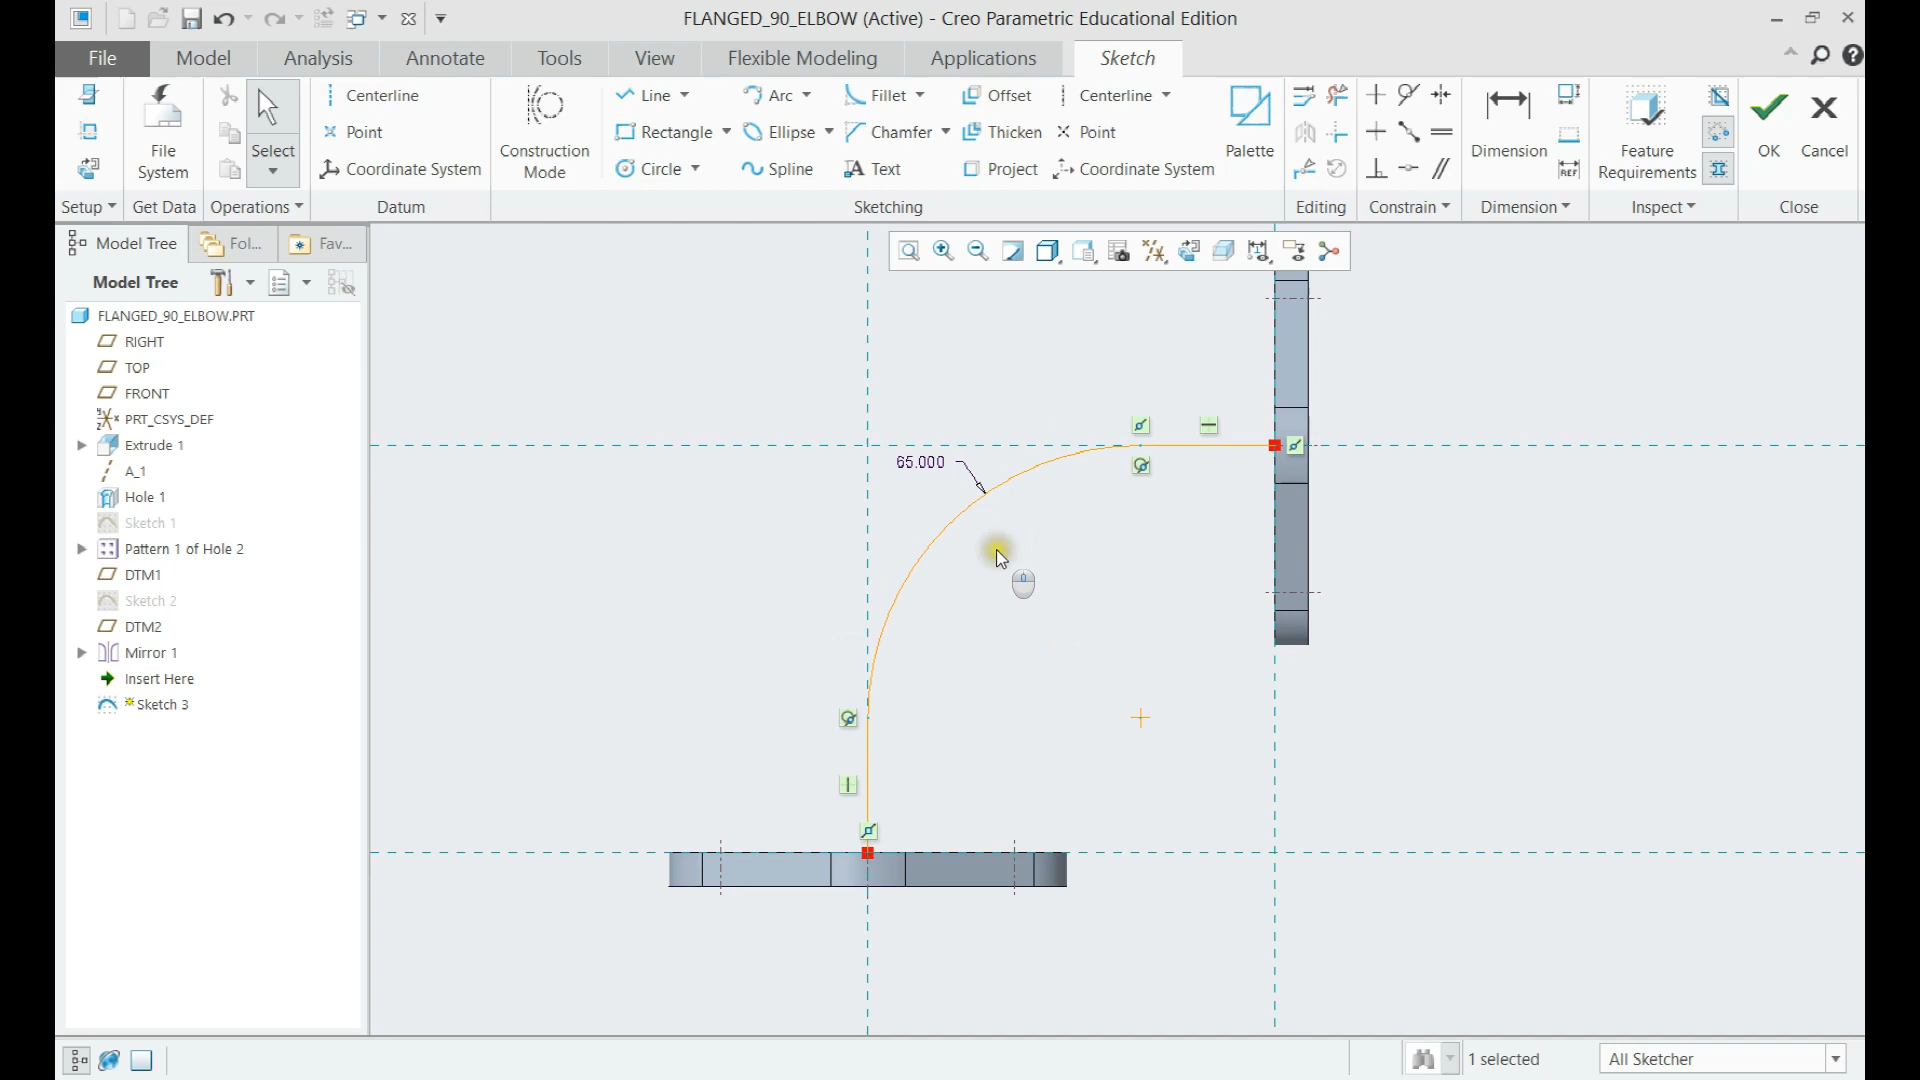 FLANGED_90_ELBOW (Active) - Creo Parametric Educational Edition
File Model Analysis Annotate Tools View Flexible Modeling Applications Sketch
Centerline Line Arc Fillet Offset Centerline
Point Rectangle Ellipse Chamfer Thicken Point
Coordinate System Circle Spline Text Project Coordinate System
File System
Select
Construction Mode
Palette
Dimension
REF
Feature Requirements
OK
Cancel
Setup Get Data Operations Datum Sketching Editing Constrain Dimension Inspect Close
Model Tree Fol... Fav...
Model Tree
FLANGED_90_ELBOW.PRT
RIGHT
TOP
FRONT
PRT_CSYS_DEF
Extrude 1
A_1
Hole 1
Sketch 1
Pattern 1 of Hole 2
DTM1
Sketch 2
DTM2
Mirror 1
Insert Here
Sketch 3
65.000
1 selected
All Sketcher